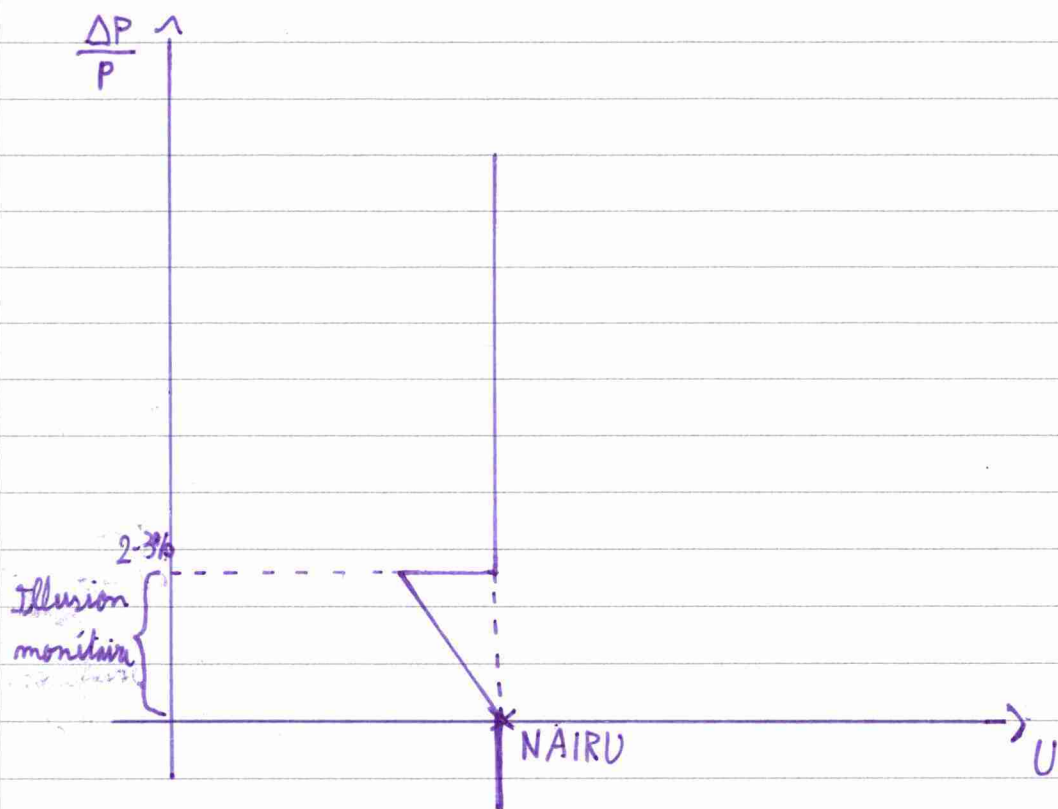 ΔP
P
2-3%
Illusion
monétaire
NAIRU
U